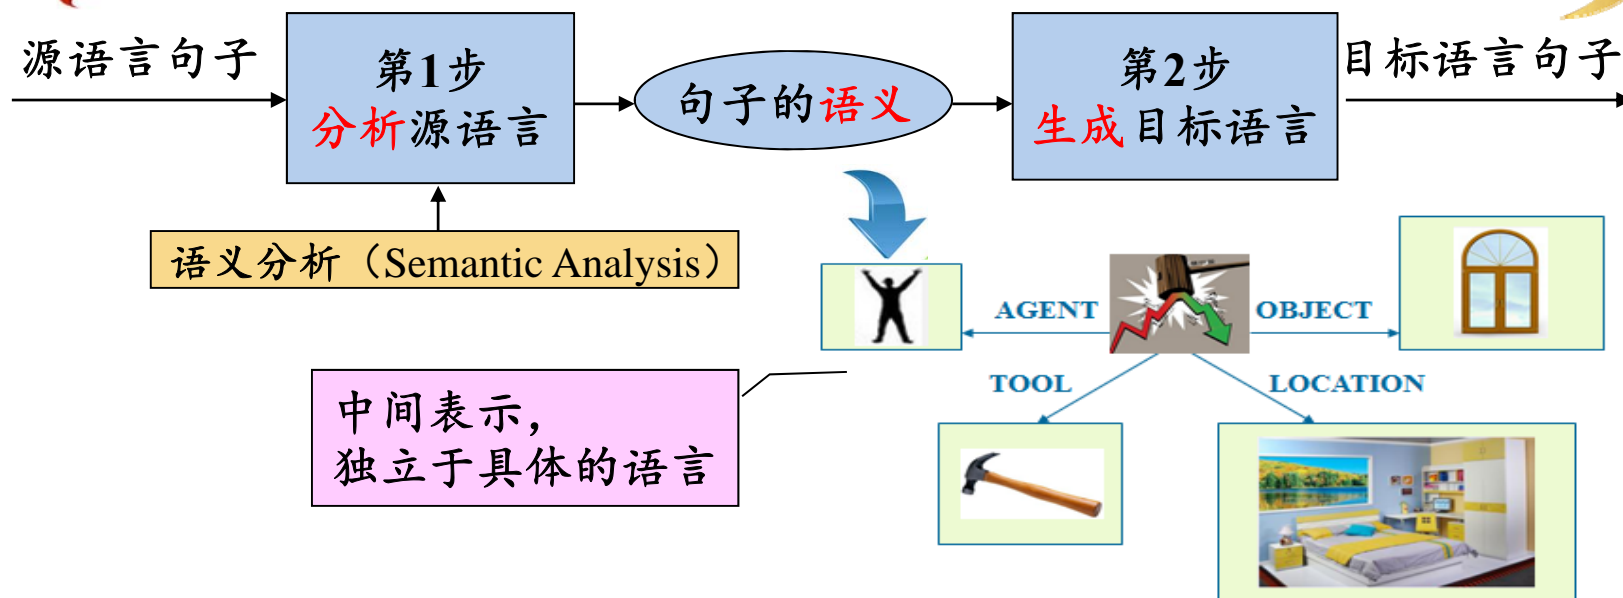 源语言句子
第1步
分析源语言
句子的语义
第2步
生成目标语言
目标语言句子
语义分析（Semantic Analysis）
AGENT
OBJECT
TOOL
LOCATION
中间表示，
独立于具体的语言